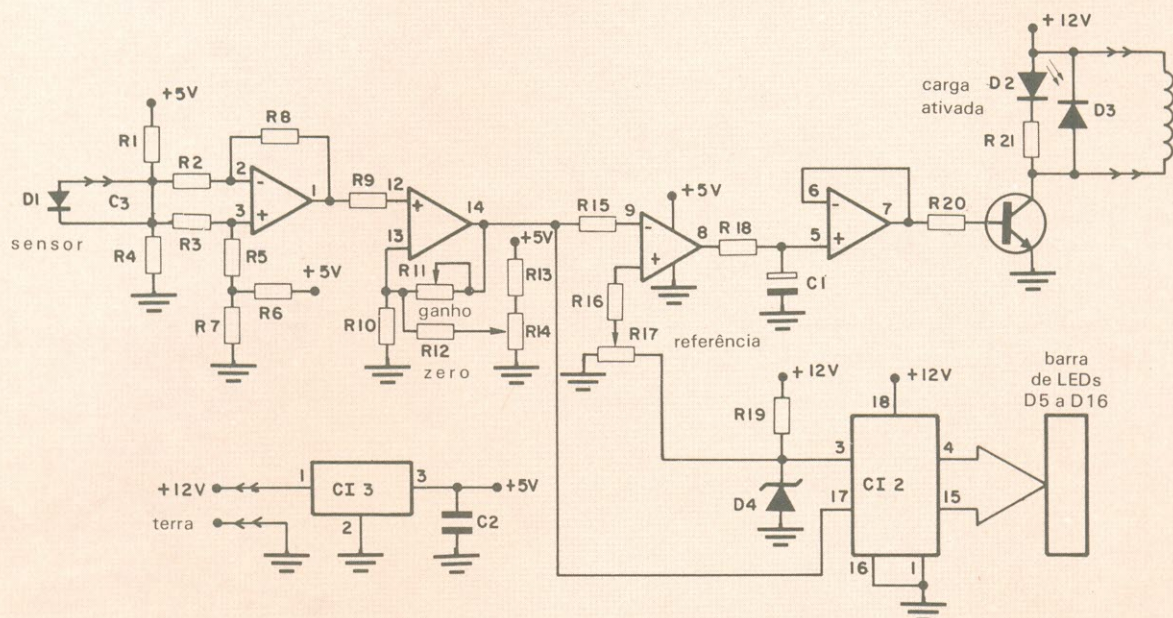 +5V
R1
R2
R8
2
-
D1
C3
3
+
1
R9
sensor
R3
R4
R5
+5V
R6
R7
12
+
14
13
R11
ganho
R10
R12
zero
+5V
R13
R14
R15
9
-
+5V
8
+
R18
R16
R17
referência
C1
6
-
5
+
7
R20
+12V
carga
ativada
D2
D3
R21
+12V
R19
+12V
18
barra
de LEDs
D5 a D16
3
CI 2
4
17
15
16
1
D4
+12V
1
CI 3
3
+5V
2
C2
terra